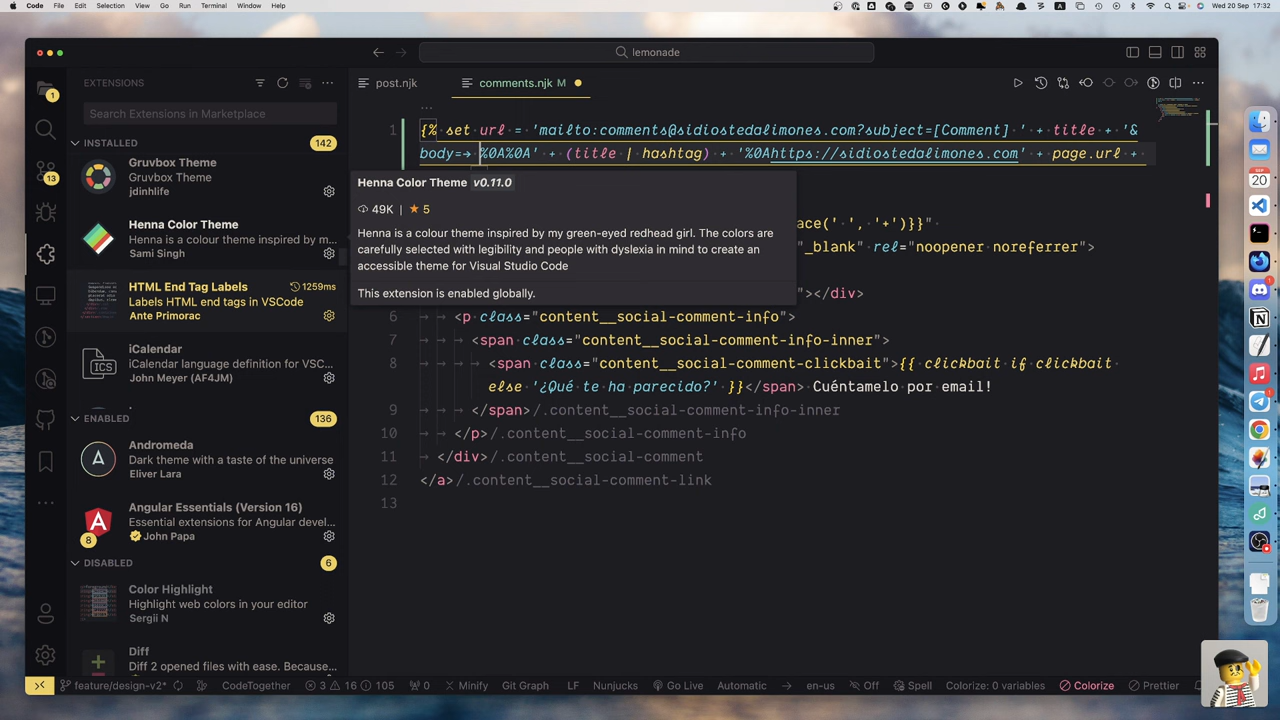 Code File Edit Selection View Go Run Terminal Window Help
Wed 20 Sep 17:32
lemonade
EXTENSIONS
Search Extensions in Marketplace
INSTALLED 142
Gruvbox Theme
Gruvbox Theme
jdinhlife
Henna Color Theme
Henna is a colour theme inspired by m...
Sami Singh
HTML End Tag Labels 1259ms
Labels HTML end tags in VSCode
Ante Primorac
iCalendar
iCalendar language definition for VSC...
John Meyer (AF4JM)
ENABLED 136
Andromeda
Dark theme with a taste of the universe
Eliver Lara
Angular Essentials (Version 16)
Essential extensions for Angular devel...
John Papa
8
DISABLED 6
Color Highlight
Highlight web colors in your editor
Sergii N
Diff
Diff 2 opened files with ease. Because...
1
13
post.njk
comments.njk M
...
1 {% set url = 'mailto:comments@sidiostedalimones.com?subject=[Comment] ' + title + '&
body=→ %0A%0A' + (title | hashtag) + '%0Ahttps://sidiostedalimones.com' + page.url +
Henna Color Theme v0.11.0
49K | ★ 5
Henna is a colour theme inspired by my green-eyed redhead girl. The colors are
carefully selected with legibility and people with dyslexia in mind to create an
accessible theme for Visual Studio Code
This extension is enabled globally.
ace(' ', '+')}}"
"_blank" rel="noopener noreferrer">
"></div>
6 <p class="content__social-comment-info">
7 <span class="content__social-comment-info-inner">
8 <span class="content__social-comment-clickbait">{{ clickbait if clickbait
else '¿Qué te ha parecido?' }}</span> Cuéntamelo por email!
9 </span>/.content__social-comment-info-inner
10 </p>/.content__social-comment-info
11 </div>/.content__social-comment
12 </a>/.content__social-comment-link
13
20
feature/design-v2* CodeTogether 3 16 105 0 Minify Git Graph LF Nunjucks Go Live Automatic en-us Off Spell Colorize: 0 variables Colorize Prettier